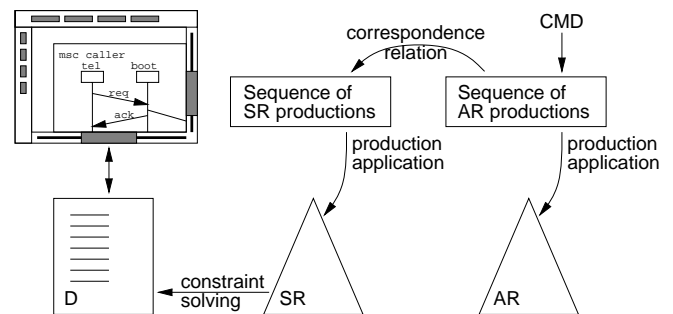 msc caller
tel boot
req
ack
correspondence
relation
CMD
Sequence of
SR productions
Sequence of
AR productions
production
application
production
application
D
constraint
solving
SR
AR